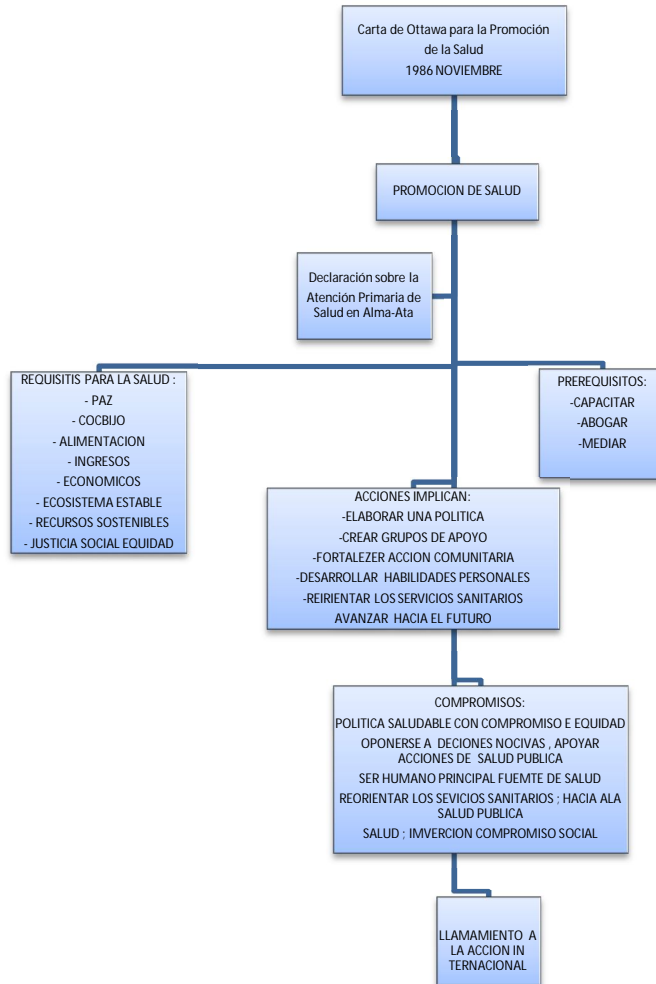 Carta de Ottawa para la Promoción
de la Salud
1986 NOVIEMBRE
PROMOCION DE SALUD
Declaración sobre la
Atención Primaria de
Salud en Alma-Ata
REQUISITIS PARA LA SALUD :
- PAZ
- COCBIJO
- ALIMENTACION
- INGRESOS
- ECONOMICOS
- ECOSISTEMA ESTABLE
- RECURSOS SOSTENIBLES
- JUSTICIA SOCIAL EQUIDAD
PREREQUISITOS:
-CAPACITAR
-ABOGAR
-MEDIAR
ACCIONES IMPLICAN:
-ELABORAR UNA POLITICA
-CREAR GRUPOS DE APOYO
-FORTALEZER ACCION COMUNITARIA
-DESARROLLAR HABILIDADES PERSONALES
-REIRIENTAR LOS SERVICIOS SANITARIOS
AVANZAR HACIA EL FUTURO
COMPROMISOS:
POLITICA SALUDABLE CON COMPROMISO E EQUIDAD
OPONERSE A DECIONES NOCIVAS , APOYAR
ACCIONES DE SALUD PUBLICA
SER HUMANO PRINCIPAL FUEMTE DE SALUD
REORIENTAR LOS SEVICIOS SANITARIOS ; HACIA ALA
SALUD PUBLICA
SALUD ; IMVERCION COMPROMISO SOCIAL
LLAMAMIENTO A
LA ACCION IN
TERNACIONAL